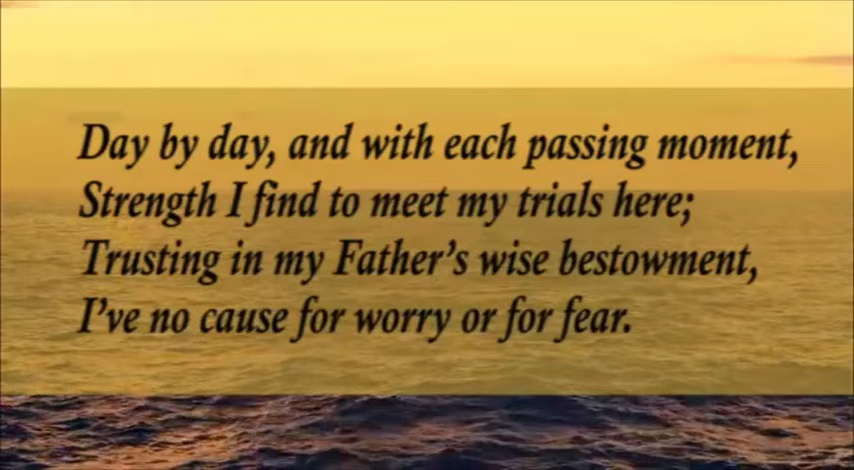 Day by day, and with each passing moment,
Strength I find to meet my trials here;
Trusting in my Father’s wise bestowment,
I’ve no cause for worry or for fear.